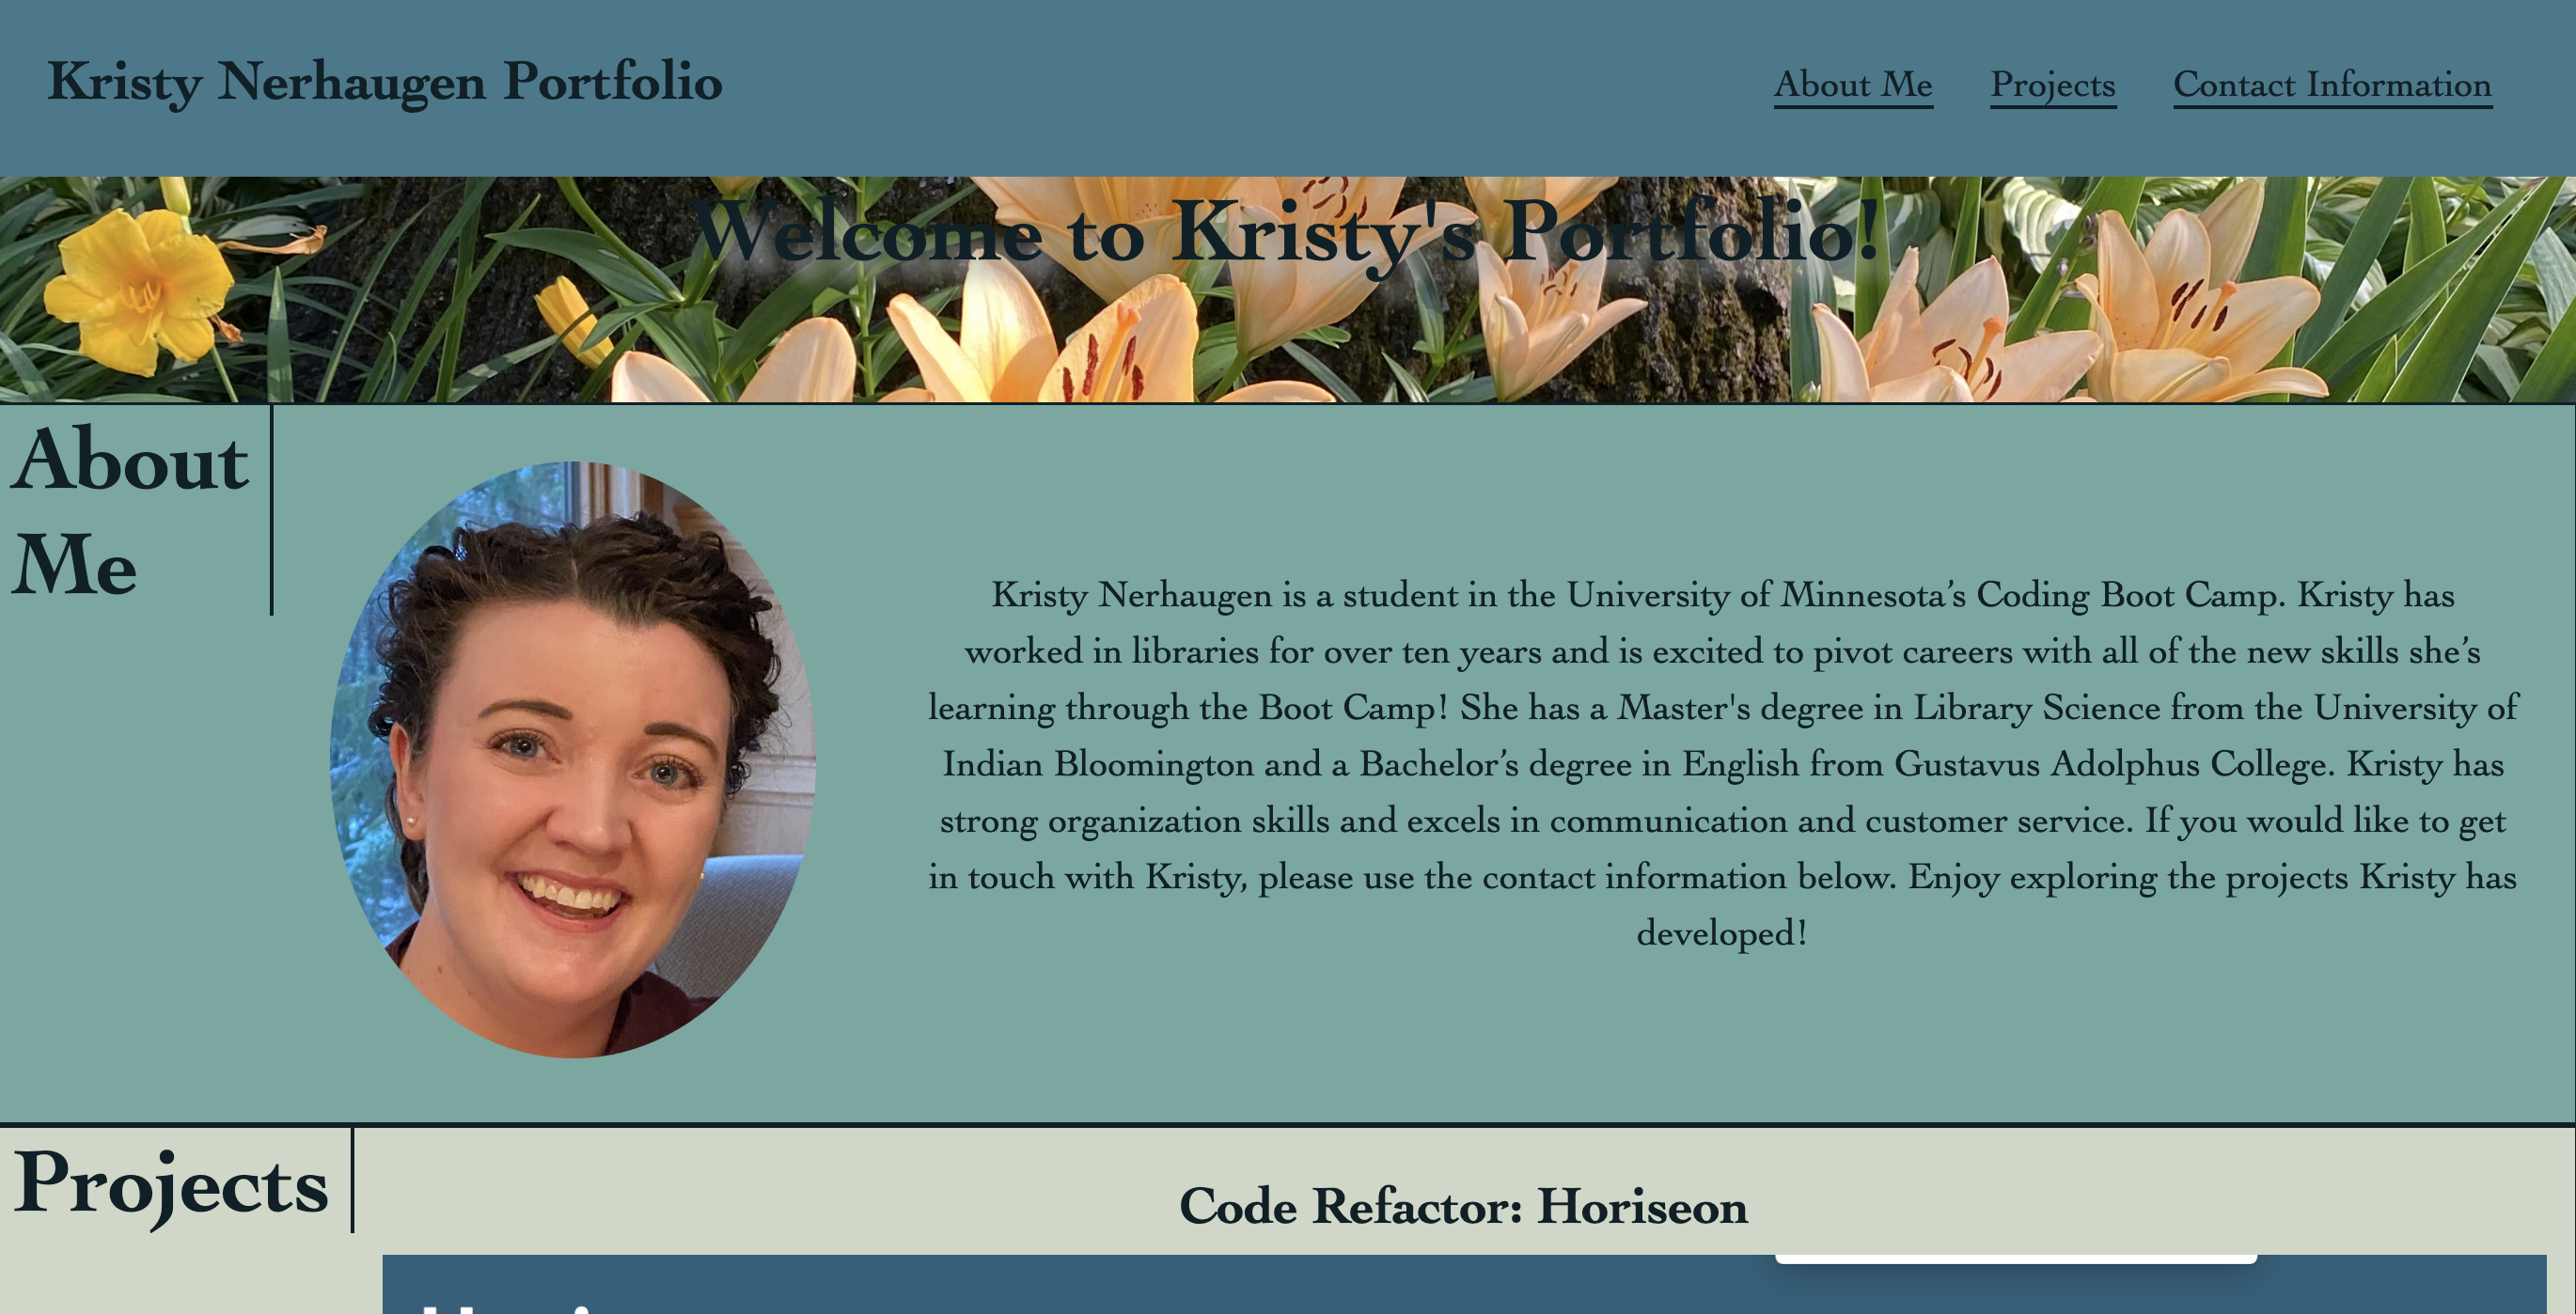 Kristy Nerhaugen Portfolio
About Me Projects Contact Information
Welcome to Kristy's Portfolio!
About
Me
Kristy Nerhaugen is a student in the University of Minnesota’s Coding Boot Camp. Kristy has
worked in libraries for over ten years and is excited to pivot careers with all of the new skills she’s
learning through the Boot Camp! She has a Master's degree in Library Science from the University of
Indian Bloomington and a Bachelor’s degree in English from Gustavus Adolphus College. Kristy has
strong organization skills and excels in communication and customer service. If you would like to get
in touch with Kristy, please use the contact information below. Enjoy exploring the projects Kristy has
developed!
Projects
Code Refactor: Horiseon